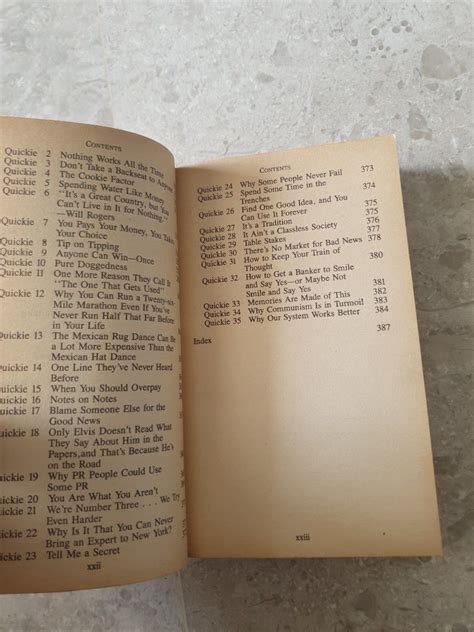 CONTENTS
Quickie 2 Nothing Works All the Time
Quickie 3 Don't Take a Backseat to Anyone
Quickie 4 The Cookie Factor
Quickie 5 Spending Water Like Money
Quickie 6 "It's a Great Country, but You
Can't Live in It for Nothing."
—Will Rogers
Quickie 7 You Pays Your Money, You Takes
Your Choice
Quickie 8 Tip on Tipping
Quickie 9 Anyone Can Win—Once
Quickie 10 Pure Doggedness
Quickie 11 One More Reason They Call It
"The One That Gets Used"
Quickie 12 Why You Can Run a Twenty-six-
Mile Marathon Even If You've
Never Run Half That Far Before
in Your Life
Quickie 13 The Mexican Rug Dance Can Be
a Lot More Expensive Than the
Mexican Hat Dance
Quickie 14 One Line They've Never Heard
Before
Quickie 15 When You Should Overpay
Quickie 16 Notes on Notes
Quickie 17 Blame Someone Else for the
Good News
Quickie 18 Only Elvis Doesn't Read What
They Say About Him in the
Papers,and That's Because He's
on the Road
Quickie 19 Why PR People Could Use
Some PR
Quickie 20 You Are What You Aren't
Quickie 21 We're Number Three . . . We Try
Even Harder
Quickie 22 Why Is It That You Can Never
Bring an Expert to New York?
Quickie 23 Tell Me a Secret
xxii
CONTENTS
Quickie 24 Why Some People Never Fail 373
Quickie 25 Spend Some Time in the
Trenches 374
Quickie 26 Find One Good Idea, and You
Can Use It Forever 375
Quickie 27 It's a Tradition 376
Quickie 28 It Ain't a Classless Society 377
Quickie 29 Table Stakes 378
Quickie 30 There's No Market for Bad News
Quickie 31 How to Keep Your Train of
Thought 380
Quickie 32 How to Get a Banker to Smile
and Say Yes—or Maybe Not
Smile and Say Yes 381
Quickie 33 Memories Are Made of This 382
Quickie 34 Why Communism Is in Turmoil 383
Quickie 35 Why Our System Works Better 384
Index 387
xxiii